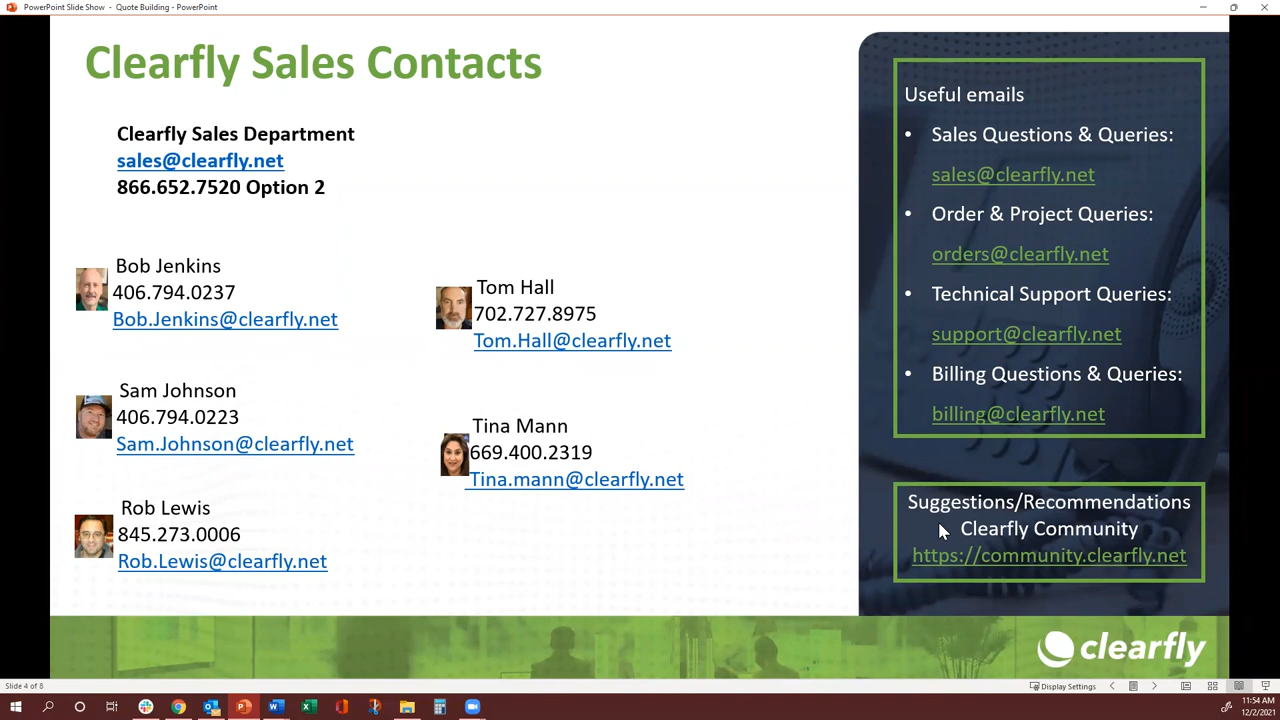 PowerPoint Slide Show - Quote Building - PowerPoint
Clearfly Sales Contacts
Clearfly Sales Department
sales@clearfly.net
866.652.7520 Option 2
Bob Jenkins
406.794.0237
Bob.Jenkins@clearfly.net
Sam Johnson
406.794.0223
Sam.Johnson@clearfly.net
Rob Lewis
845.273.0006
Rob.Lewis@clearfly.net
Tom Hall
702.727.8975
Tom.Hall@clearfly.net
Tina Mann
669.400.2319
Tina.mann@clearfly.net
Useful emails
• Sales Questions & Queries:
sales@clearfly.net
• Order & Project Queries:
orders@clearfly.net
• Technical Support Queries:
support@clearfly.net
• Billing Questions & Queries:
billing@clearfly.net
Suggestions/Recommendations
Clearfly Community
https://community.clearfly.net
clearfly
Slide 4 of 8
Display Settings
11:54 AM
12/2/2021